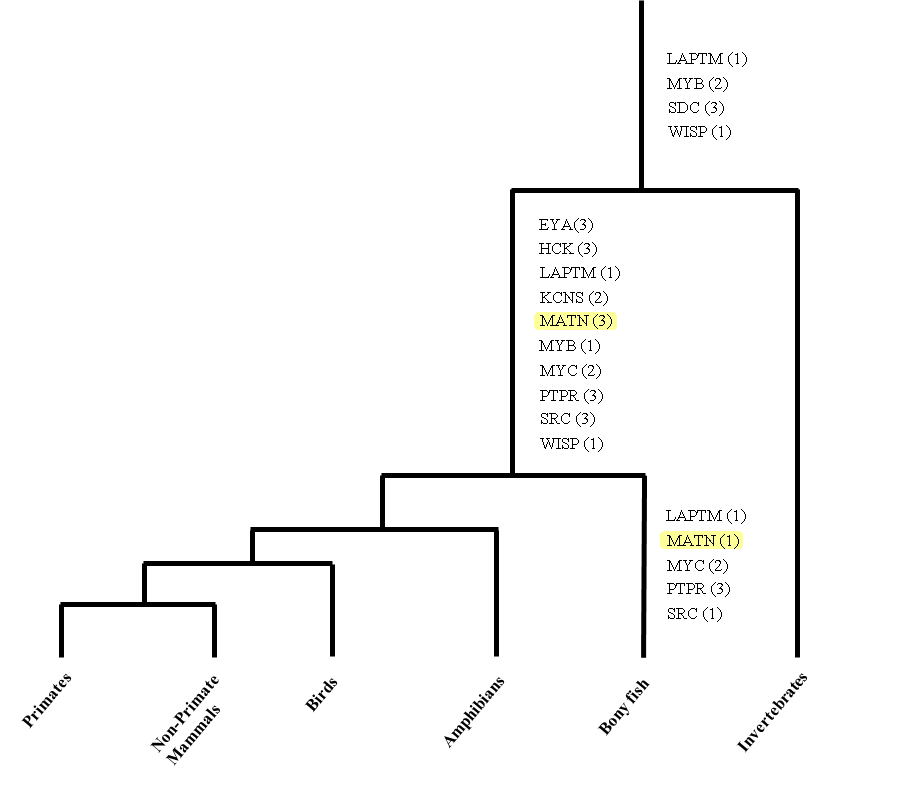 LAPTM (1)
MYB (2)
SDC (3)
WISP (1)
EYA(3)
HCK (3)
LAPTM (1)
KCNS (2)
MATN (3)
MYB (1)
MYC (2)
PTPR (3)
SRC (3)
WISP (1)
LAPTM (1)
MATN (1)
MYC (2)
PTPR (3)
SRC (1)
Primates
Non-Primate
Mammals
Birds
Amphibians
Bony fish
Invertebrates